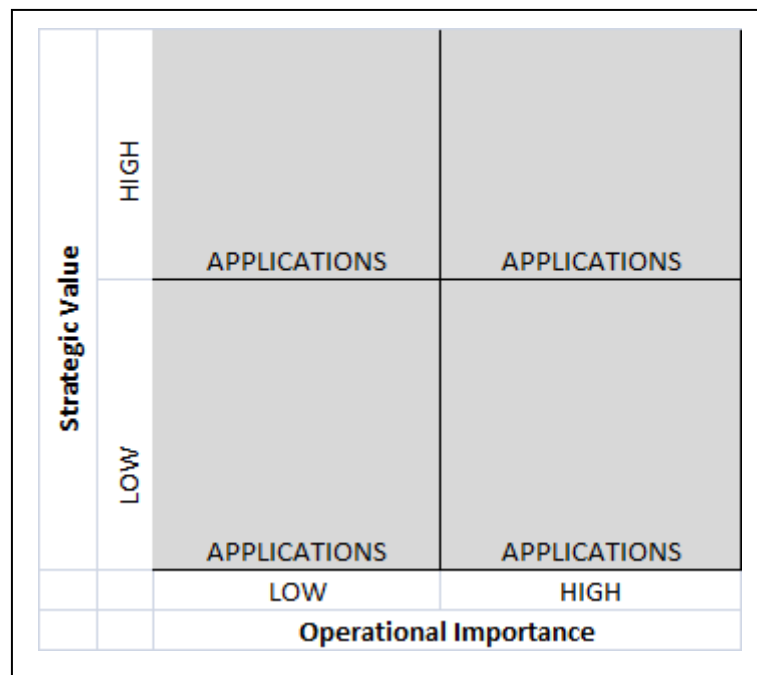 HIGH
APPLICATIONS APPLICATIONS
Strategic Value
LOW
APPLICATIONS APPLICATIONS
LOW HIGH
Operational Importance